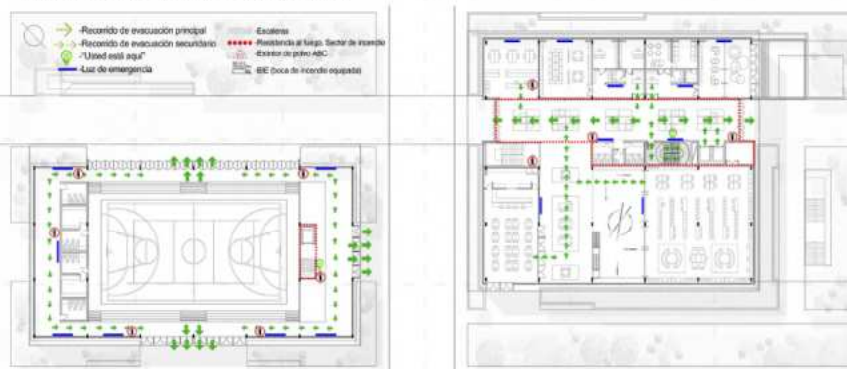 -Recorrido de evacuación principal
-Recorrido de evacuación secundario
-"Usted está aquí"
-Luz de emergencia
-Escaleras
-Resistencia al fuego, Sector de incendio
-Extintor de polvo ABC
-BIE (boca de incendio equipada)